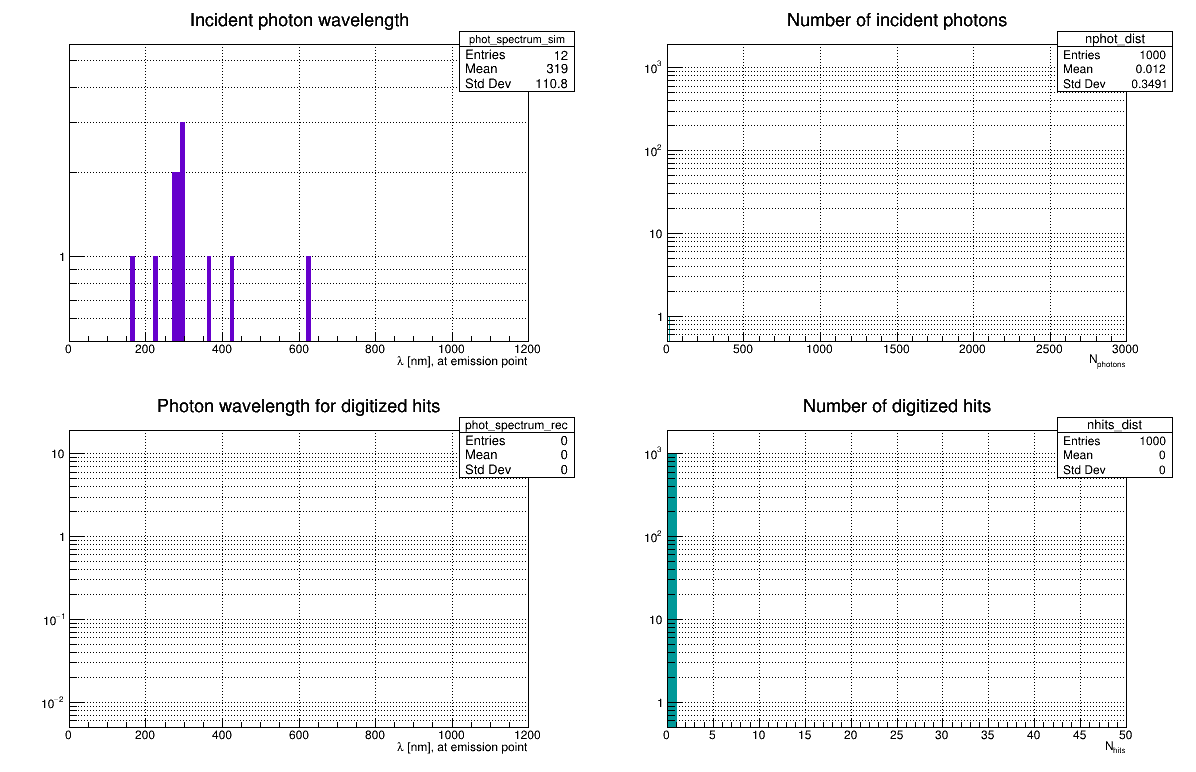 Incident photon wavelength
phot_spectrum_sim
Entries 12
Mean 319
Std Dev 110.8
1
0 200 400 600 800 1000 1200
λ [nm], at emission point
Number of incident photons
nphot_dist
Entries 1000
Mean 0.012
Std Dev 0.3491
10³
10²
10
1
0 500 1000 1500 2000 2500 3000
N_photons
Photon wavelength for digitized hits
phot_spectrum_rec
Entries 0
Mean 0
Std Dev 0
10
1
10⁻¹
10⁻²
0 200 400 600 800 1000 1200
λ [nm], at emission point
Number of digitized hits
nhits_dist
Entries 1000
Mean 0
Std Dev 0
10³
10²
10
1
0 5 10 15 20 25 30 35 40 45 50
N_hits